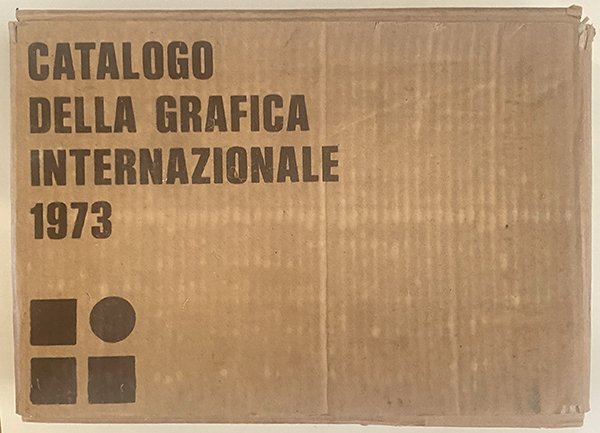 CATALOGO
DELLA GRAFICA
INTERNAZIONALE
1973